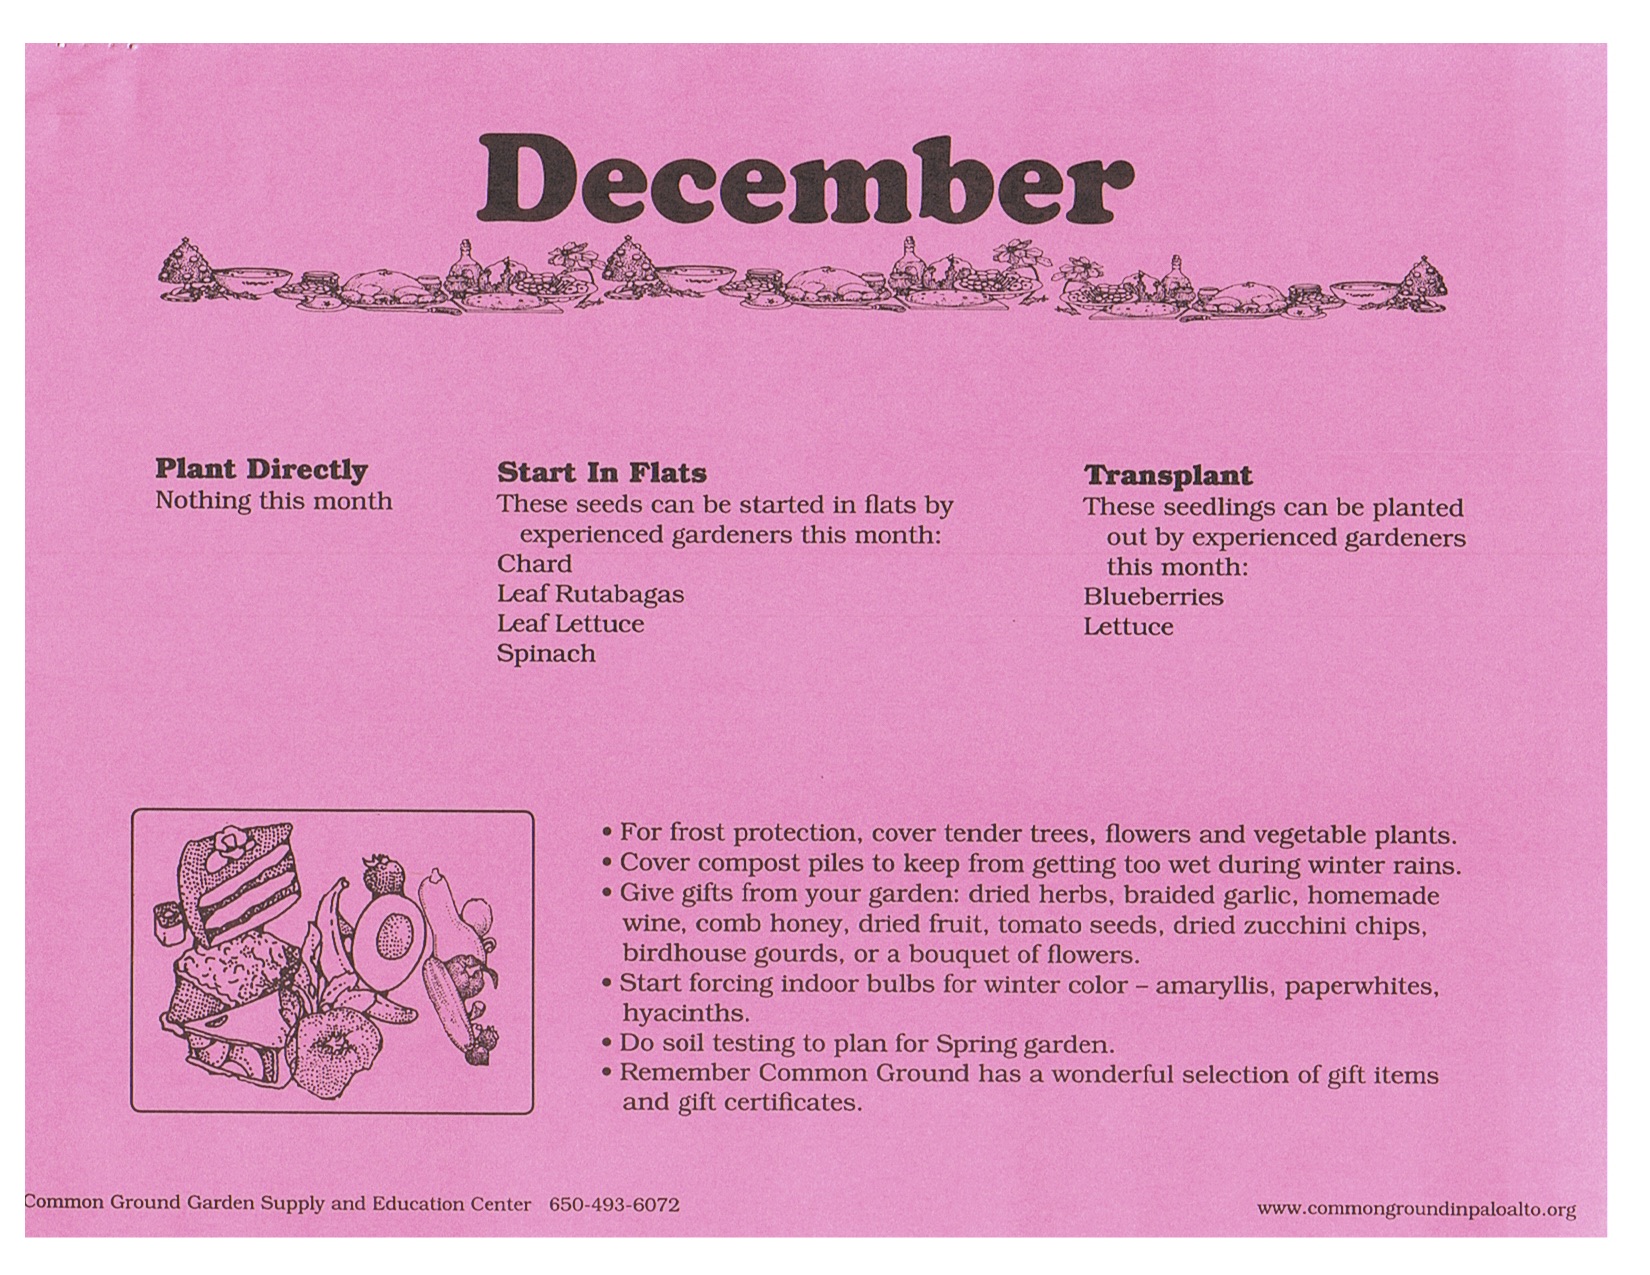 December
Plant Directly
Nothing this month
Start In Flats
These seeds can be started in flats by
experienced gardeners this month:
Chard
Leaf Rutabagas
Leaf Lettuce
Spinach
Transplant
These seedlings can be planted
out by experienced gardeners
this month:
Blueberries
Lettuce
• For frost protection, cover tender trees, flowers and vegetable plants.
• Cover compost piles to keep from getting too wet during winter rains.
• Give gifts from your garden: dried herbs, braided garlic, homemade
wine, comb honey, dried fruit, tomato seeds, dried zucchini chips,
birdhouse gourds, or a bouquet of flowers.
• Start forcing indoor bulbs for winter color – amaryllis, paperwhites,
hyacinths.
• Do soil testing to plan for Spring garden.
• Remember Common Ground has a wonderful selection of gift items
and gift certificates.
Common Ground Garden Supply and Education Center 650-493-6072
www.commongroundinpaloalto.org